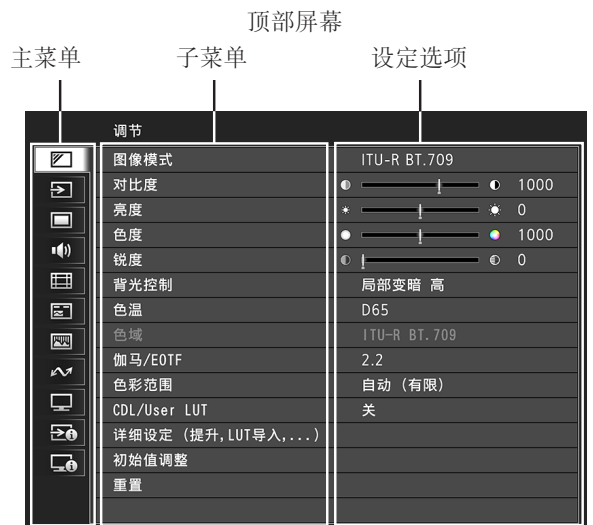 顶部屏幕
主菜单 子菜单 设定选项
调节
图像模式 ITU-R BT.709
对比度 1000
亮度 0
色度 1000
锐度 0
背光控制 局部变暗 高
色温 D65
色域 ITU-R BT.709
伽马/EOTF 2.2
色彩范围 自动 (有限)
CDL/User LUT 关
详细设定 (提升,LUT导入,...)
初始值调整
重置